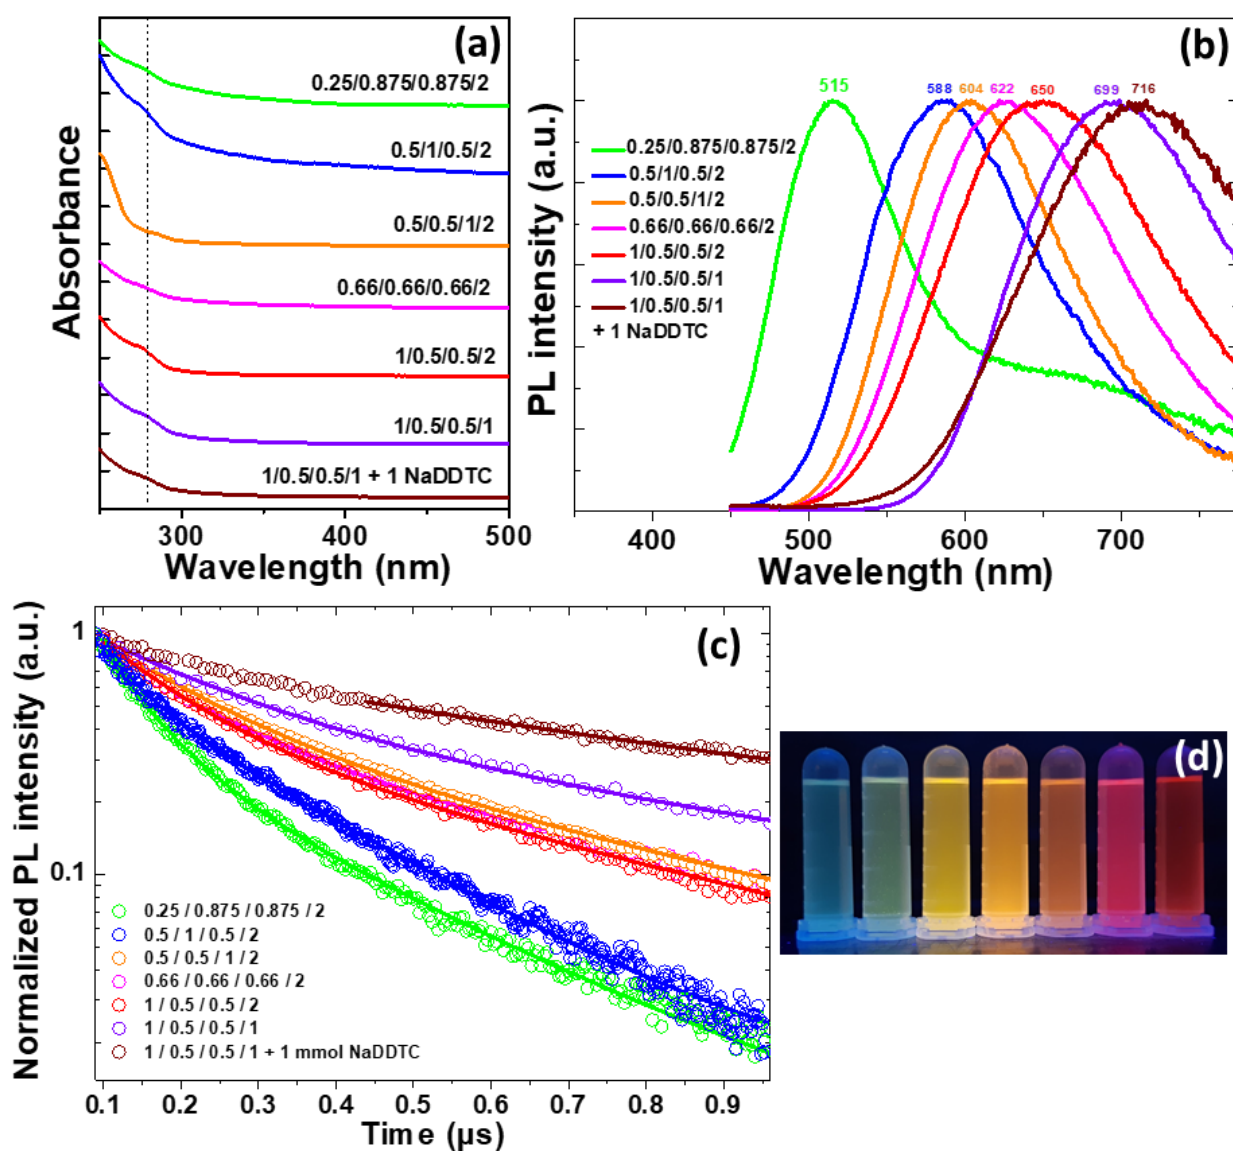 (a)
Absorbance
0.25/0.875/0.875/2
0.5/1/0.5/2
0.5/0.5/1/2
0.66/0.66/0.66/2
1/0.5/0.5/2
1/0.5/0.5/1
1/0.5/0.5/1 + 1 NaDDTC
300 400 500
Wavelength (nm)
(b)
PL intensity (a.u.)
515 588 604 622 650 699 716
0.25/0.875/0.875/2
0.5/1/0.5/2
0.5/0.5/1/2
0.66/0.66/0.66/2
1/0.5/0.5/2
1/0.5/0.5/1
1/0.5/0.5/1
+ 1 NaDDTC
400 500 600 700
Wavelength (nm)
(c)
Normalized PL intensity (a.u.)
1
0.1
0.25 / 0.875 / 0.875 / 2
0.5 / 1 / 0.5 / 2
0.5 / 0.5 / 1 / 2
0.66 / 0.66 / 0.66 / 2
1 / 0.5 / 0.5 / 2
1 / 0.5 / 0.5 / 1
1 / 0.5 / 0.5 / 1 + 1 mmol NaDDTC
0.1 0.2 0.3 0.4 0.5 0.6 0.7 0.8 0.9
Time (µs)
(d)